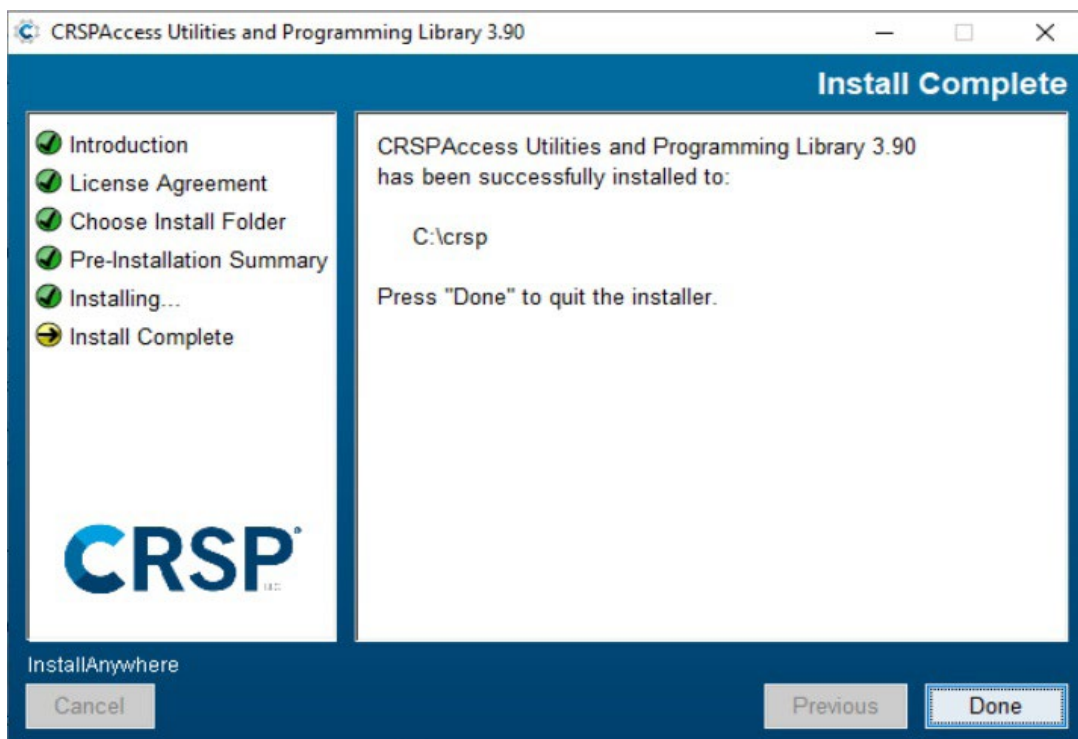 CRSPAccess Utilities and Programming Library 3.90
Install Complete
Introduction
License Agreement
Choose Install Folder
Pre-Installation Summary
Installing...
Install Complete
CRSPAccess Utilities and Programming Library 3.90
has been successfully installed to:
C:\crsp
Press "Done" to quit the installer.
CRSP
InstallAnywhere
Cancel
Previous
Done